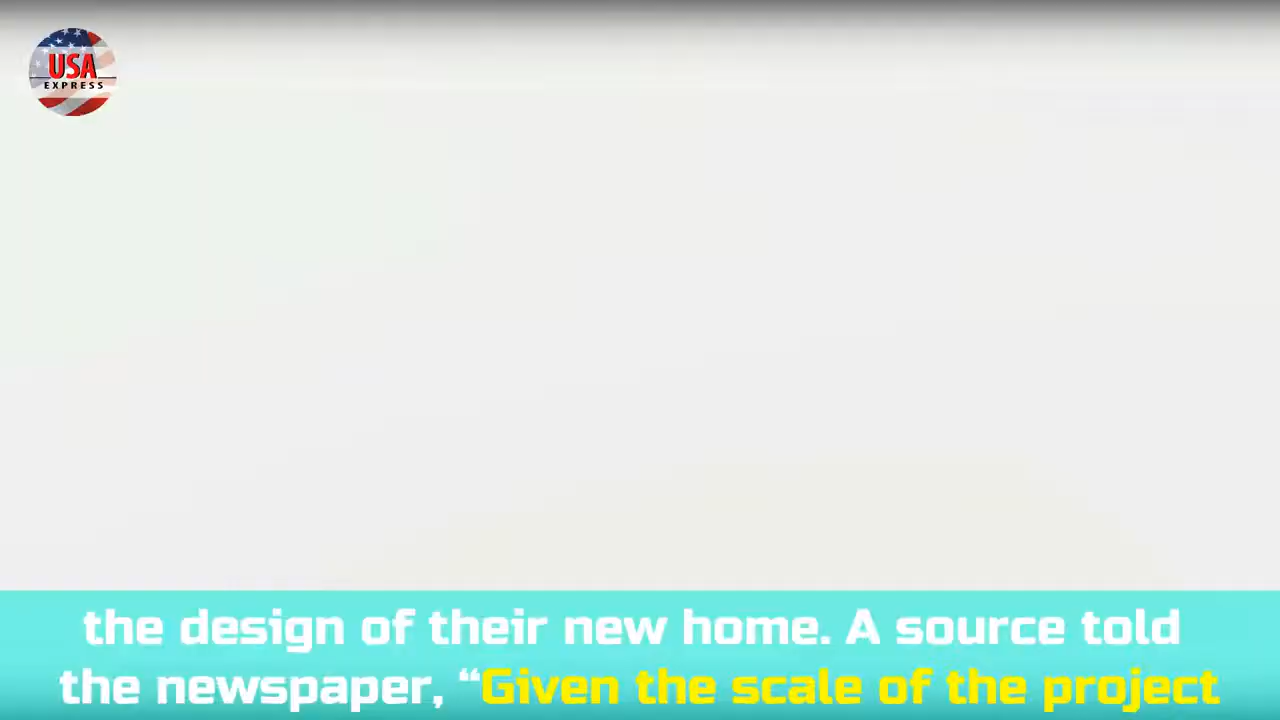 USA
EXPRESS
the design of their new home. A source told
the newspaper, “Given the scale of the project